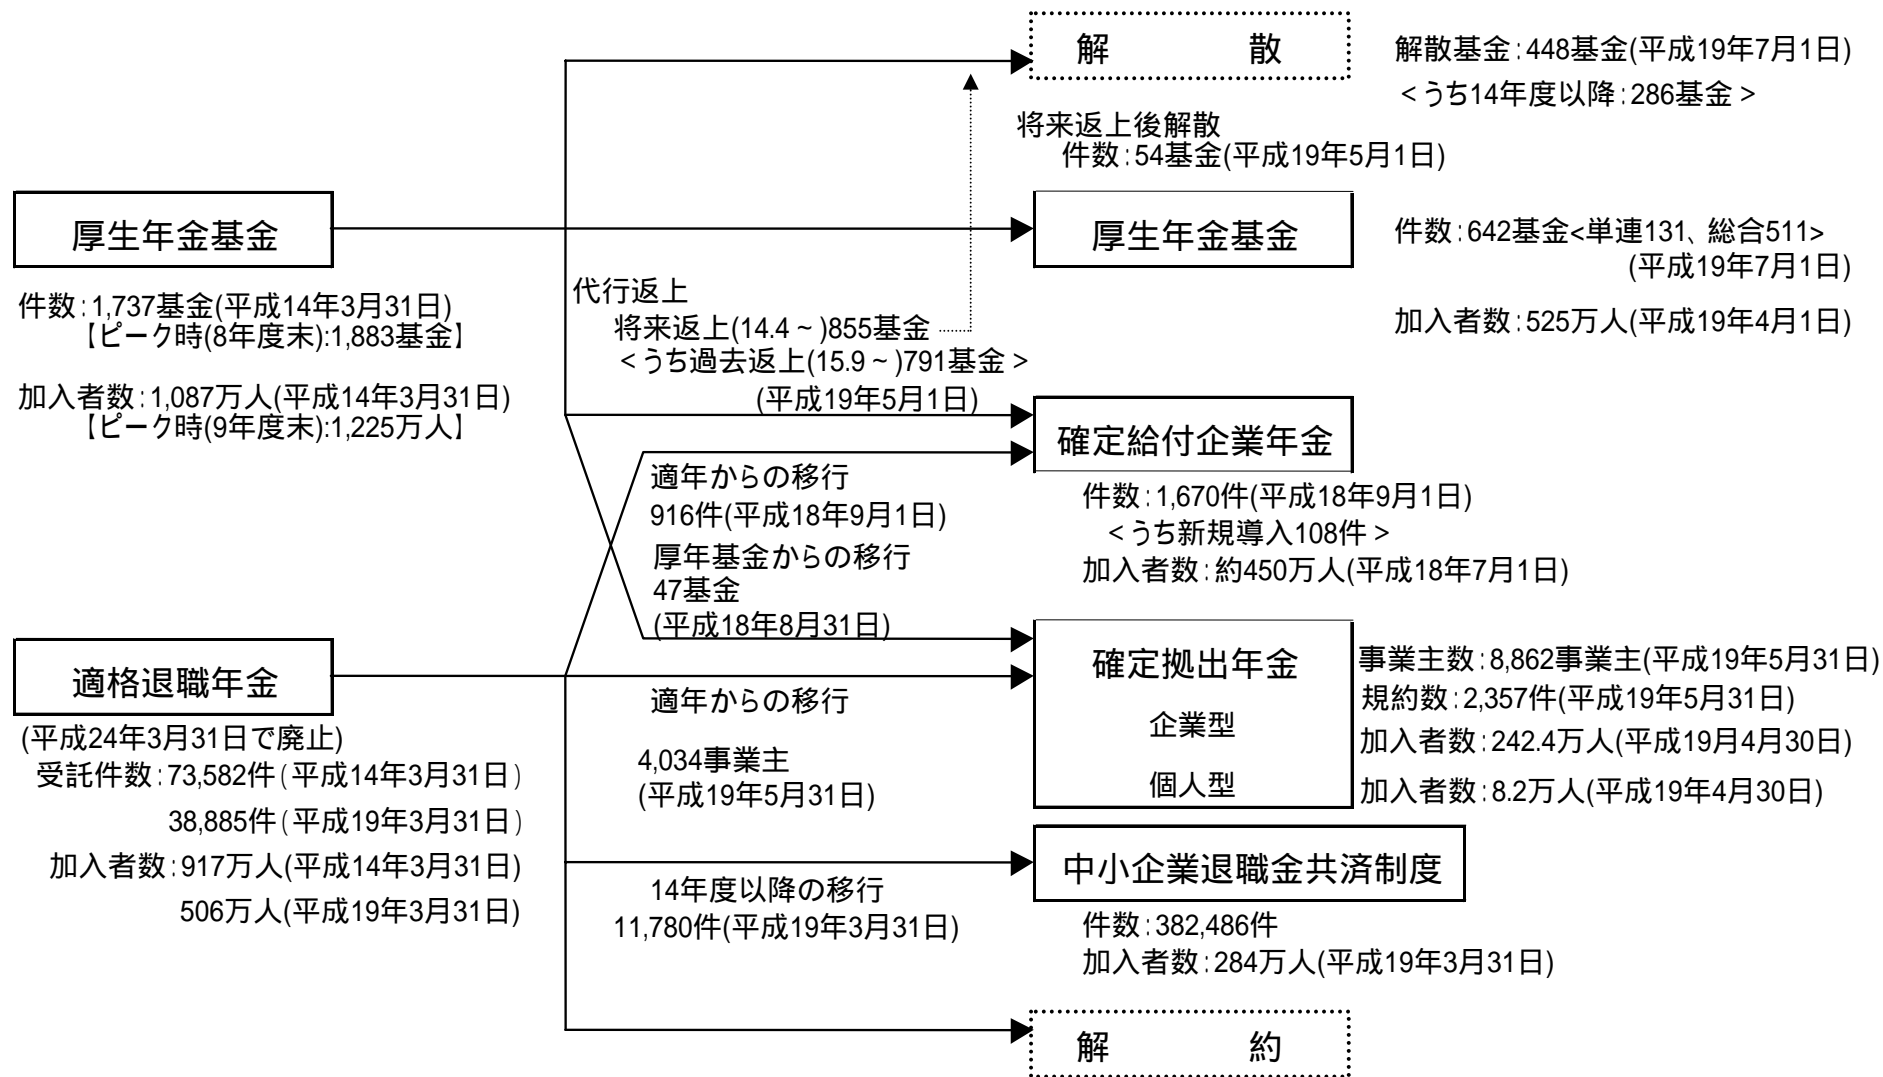 解　　散
解散基金：448基金(平成19年7月1日)
＜うち14年度以降：286基金＞
将来返上後解散
件数：54基金(平成19年5月1日)
厚生年金基金
件数：1,737基金(平成14年3月31日)
【ピーク時(8年度末):1,883基金】
加入者数：1,087万人(平成14年3月31日)
【ピーク時(9年度末):1,225万人】
厚生年金基金
件数：642基金<単連131、総合511>
(平成19年7月1日)
加入者数：525万人(平成19年4月1日)
代行返上
将来返上(14.4～)855基金
＜うち過去返上(15.9～)791基金＞
(平成19年5月1日)
確定給付企業年金
件数：1,670件(平成18年9月1日)
＜うち新規導入108件＞
加入者数：約450万人(平成18年7月1日)
適年からの移行
916件(平成18年9月1日)
厚年基金からの移行
47基金
(平成18年8月31日)
適格退職年金
(平成24年3月31日で廃止)
受託件数：73,582件(平成14年3月31日)
38,885件(平成19年3月31日)
加入者数：917万人(平成14年3月31日)
506万人(平成19年3月31日)
適年からの移行
4,034事業主
(平成19年5月31日)
確定拠出年金
企業型
個人型
事業主数：8,862事業主(平成19年5月31日)
規約数：2,357件(平成19年5月31日)
加入者数：242.4万人(平成19月4月30日)
加入者数：8.2万人(平成19年4月30日)
14年度以降の移行
11,780件(平成19年3月31日)
中小企業退職金共済制度
件数：382,486件
加入者数：284万人(平成19年3月31日)
解　　約